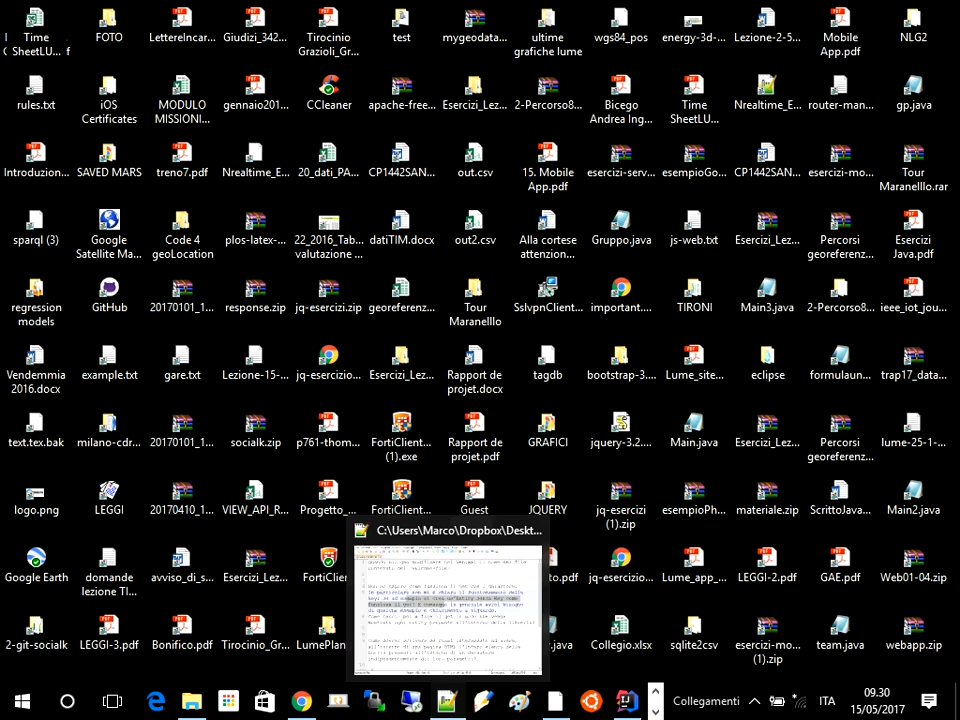 Time FOTO LettereIncar... Giudizi_342... Tirocinio test mygeodata... ultime wgs84_pos energy-3d-... Lezione-2-5... Mobile NLG2
SheetLU... Grazioli_Gr... grafiche lume App.pdf
rules.txt iOS MODULO gennaio201... CCleaner apache-free... Esercizi_Lez... 2-Percorso8... Bicego Time Nrealtime_E... router-man... gp.java
Certificates MISSIONI... Andrea Ing... SheetLU...
Introduzion... SAVED MARS treno7.pdf Nrealtime_E... 20_dati_PA... CP1442SAN... out.csv 15. Mobile esercizi-serv... esempioGo... CP1442SAN... esercizi-mo... Tour
App.pdf Maranelllo.rar
sparql (3) Google Code 4 plos-latex-... 22_2016_Tab... datiTIM.docx out2.csv Alla cortese Gruppo.java js-web.txt Esercizi_Lez... Percorsi Esercizi
Satellite Ma... geoLocation valutazione ... attenzion... georeferenz... Java.pdf
regression GitHub 20170101_1... response.zip jq-esercizi.zip georeferenz... Tour SslvpnClient... important.... TIRONI Main3.java 2-Percorso8... ieee_iot_jou...
models Maranelllo
Vendemmia example.txt gare.txt Lezione-15-... jq-esercizio... Esercizi_Lez... Rapport de tagdb bootstrap-3.... Lume_site... eclipse formulaun... trap17_data...
2016.docx projet.docx
text.tex.bak milano-cdr... 20170101_1... socialk.zip p761-thom... FortiClient... Rapport de GRAFICI jquery-3.2.... Main.java Esercizi_Lez... Percorsi lume-25-1-...
(1).exe projet.pdf georeferenz...
logo.png LEGGI 20170410_1... VIEW_API_R... Progetto_... FortiClient... Guest JQUERY jq-esercizi esempioPh... materiale.zip ScrittoJava... Main2.java
(1).zip
C:\Users\Marco\Dropbox\Deskt...
Google Earth domande avviso_di_s... Esercizi_Lez... FortiClie jq-esercizio... Lume_app_... LEGGI-2.pdf GAE.pdf Web01-04.zip
lezione TI...
2-git-socialk LEGGI-3.pdf Bonifico.pdf Tirocinio_Gr... LumePlan Collegio.xlsx sqlite2csv esercizi-mo... team.java webapp.zip
(1).zip
Collegamenti ITA 09.30
15/05/2017